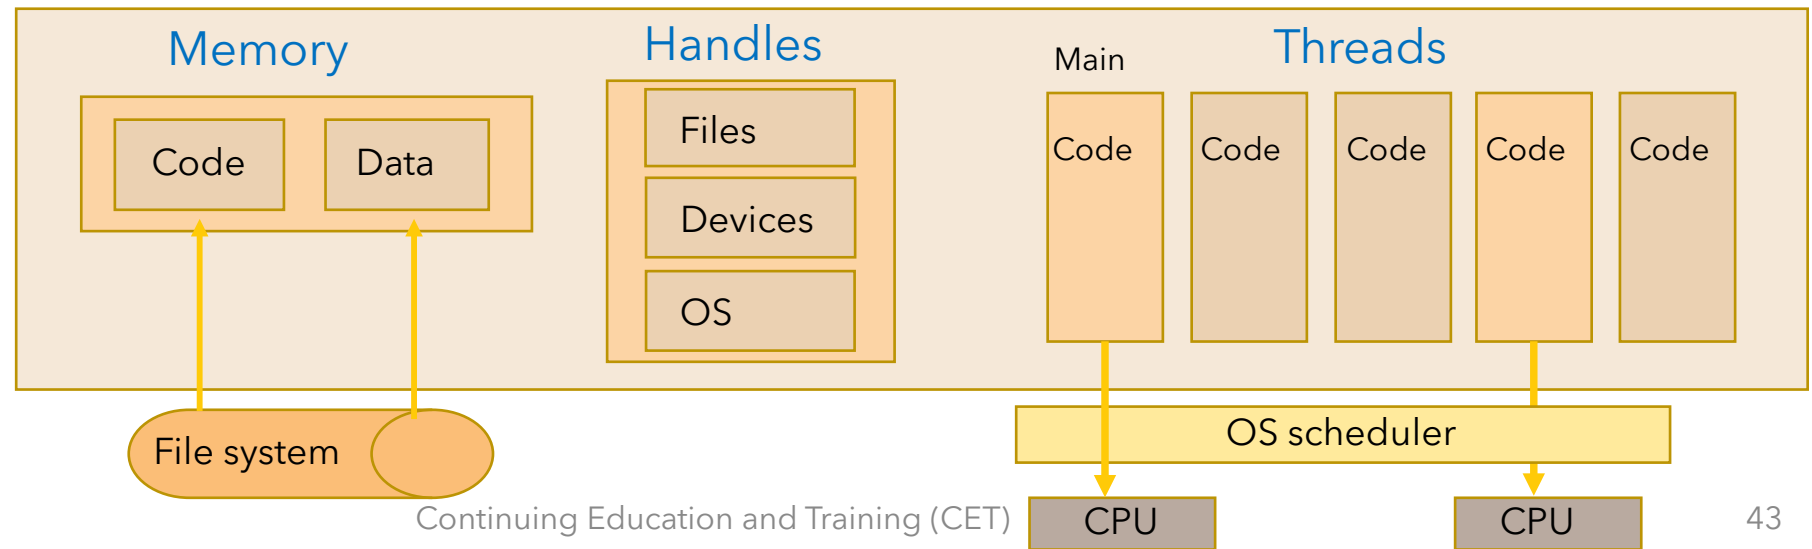 Memory
Code
Data
File system
Handles
Files
Devices
OS
Threads
Main
Code
Code
Code
Code
Code
OS scheduler
CPU
CPU
Continuing Education and Training (CET)
43